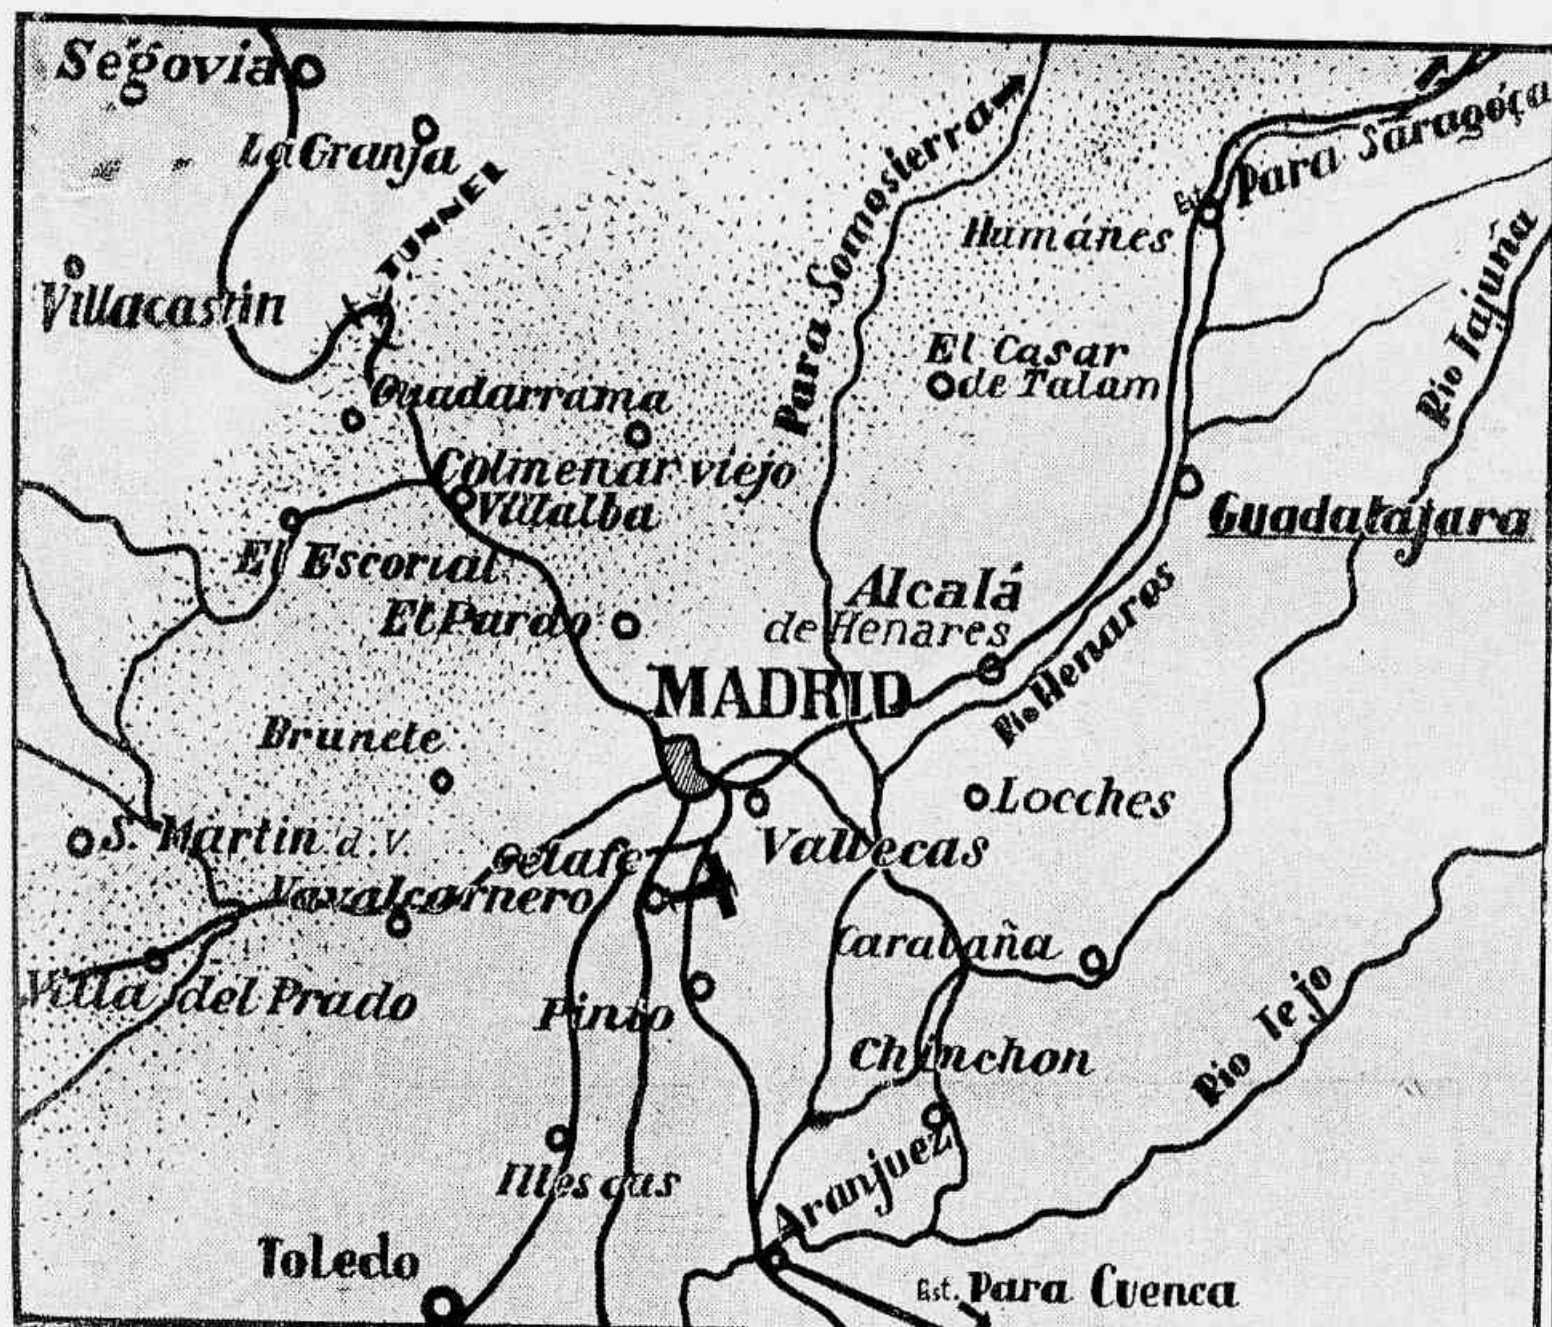 Segovia
La Granja
TUNNEL
Para Somosierra
Est. Para Saragóça
Humánes
Rio Tajuña
Villacastin
El Casar
de Talam
Guadarrama
Colmenar viejo
Villalba
Guadalajara
El Escorial
El Pardo
Alcalá
de Henares
Rio Henares
MADRID
Brunete
Locches
S. Martin d. V.
Getafe
Vallecas
Navalcarnero
Carabaña
Villa del Prado
Pinto
Chinchon
Rio Tejo
Illescas
Aranjuez
Toledo
Est. Para Cuenca